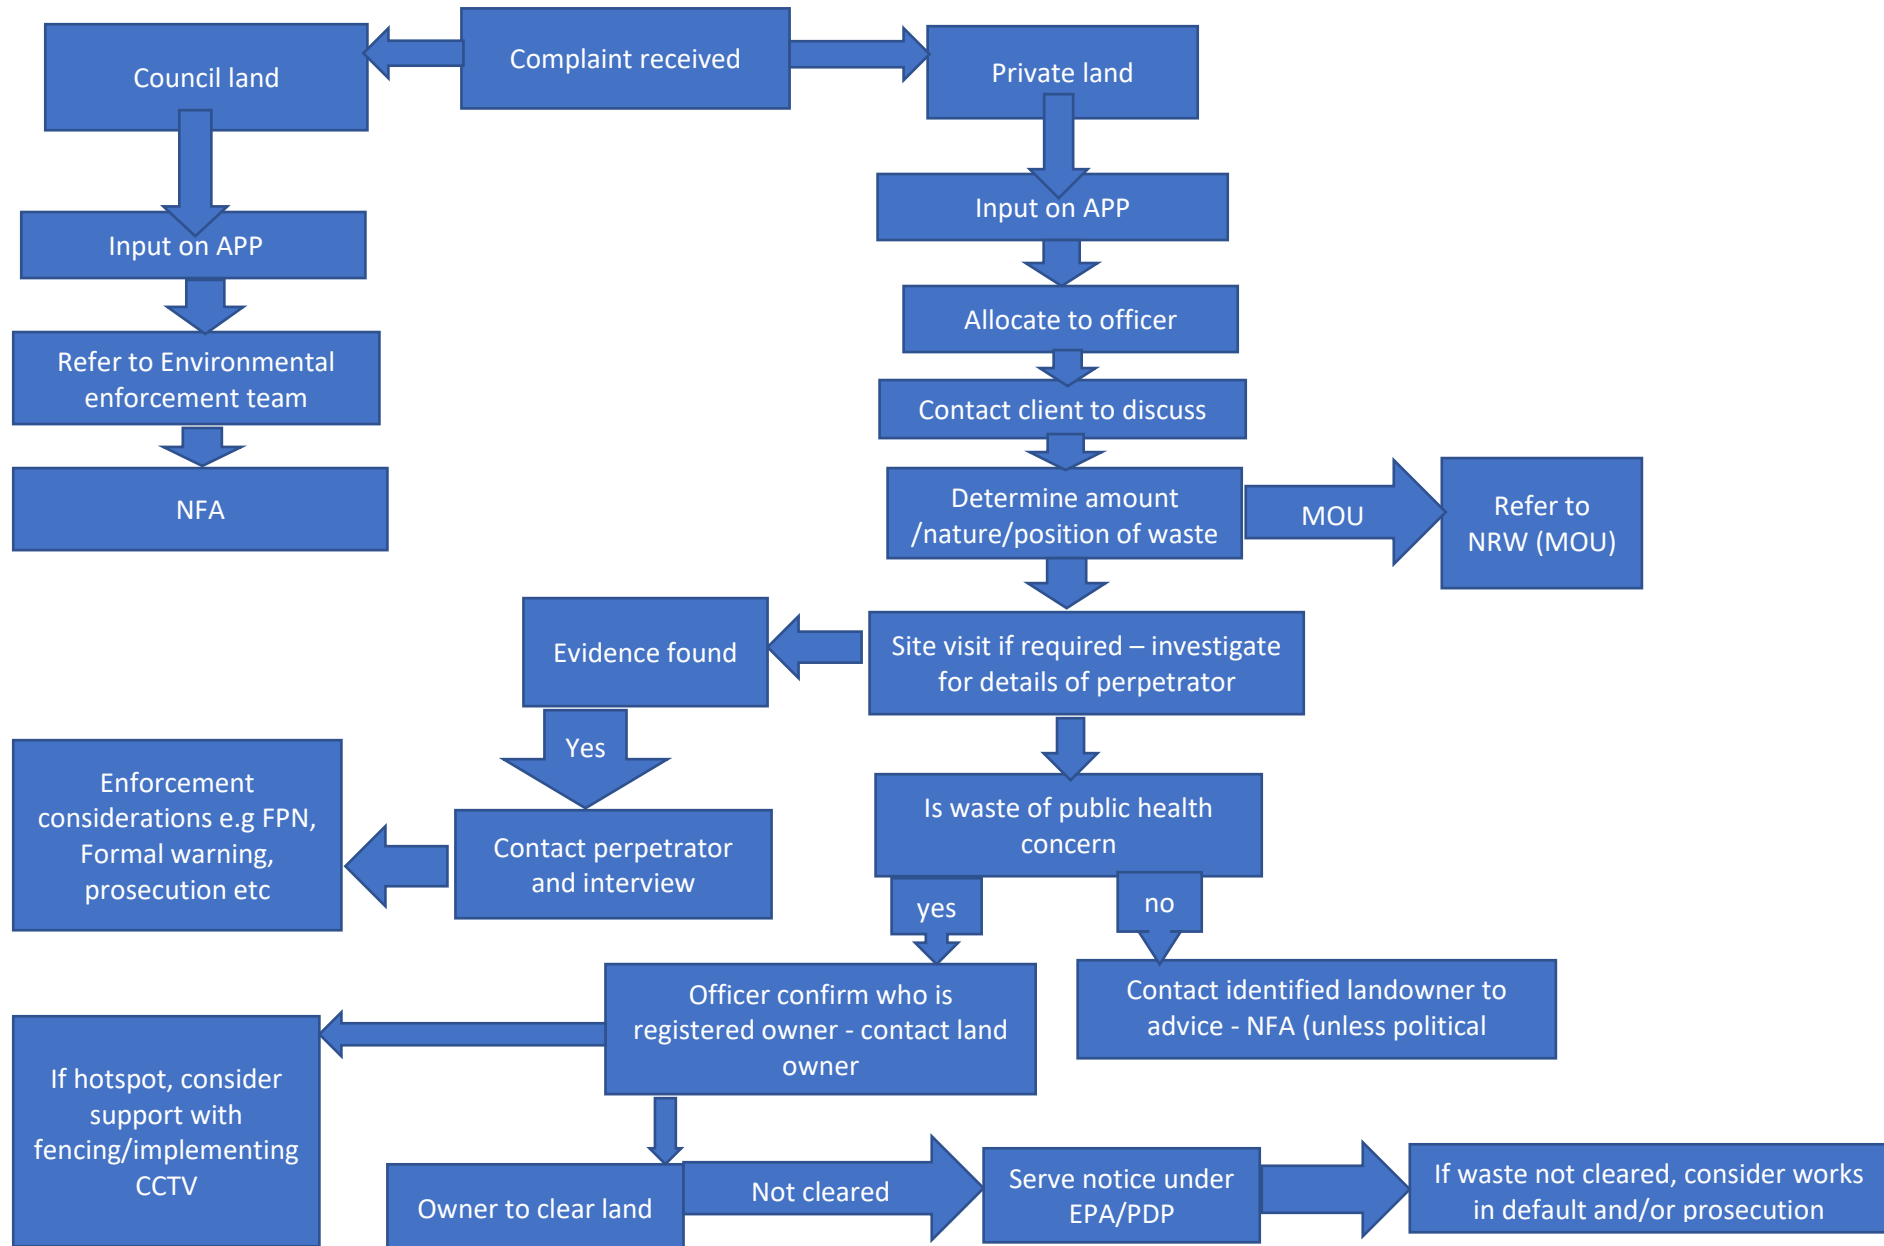 Complaint received
Council land
Private land
Input on APP
Input on APP
Allocate to officer
Refer to Environmental
enforcement team
Contact client to discuss
NFA
Determine amount
/nature/position of waste
MOU
Refer to
NRW (MOU)
Site visit if required – investigate
for details of perpetrator
Evidence found
Yes
Contact perpetrator
and interview
Enforcement
considerations e.g FPN,
Formal warning,
prosecution etc
Is waste of public health
concern
yes
no
Officer confirm who is
registered owner - contact land
owner
Contact identified landowner to
advice - NFA (unless political
If hotspot, consider
support with
fencing/implementing
CCTV
Owner to clear land
Not cleared
Serve notice under
EPA/PDP
If waste not cleared, consider works
in default and/or prosecution